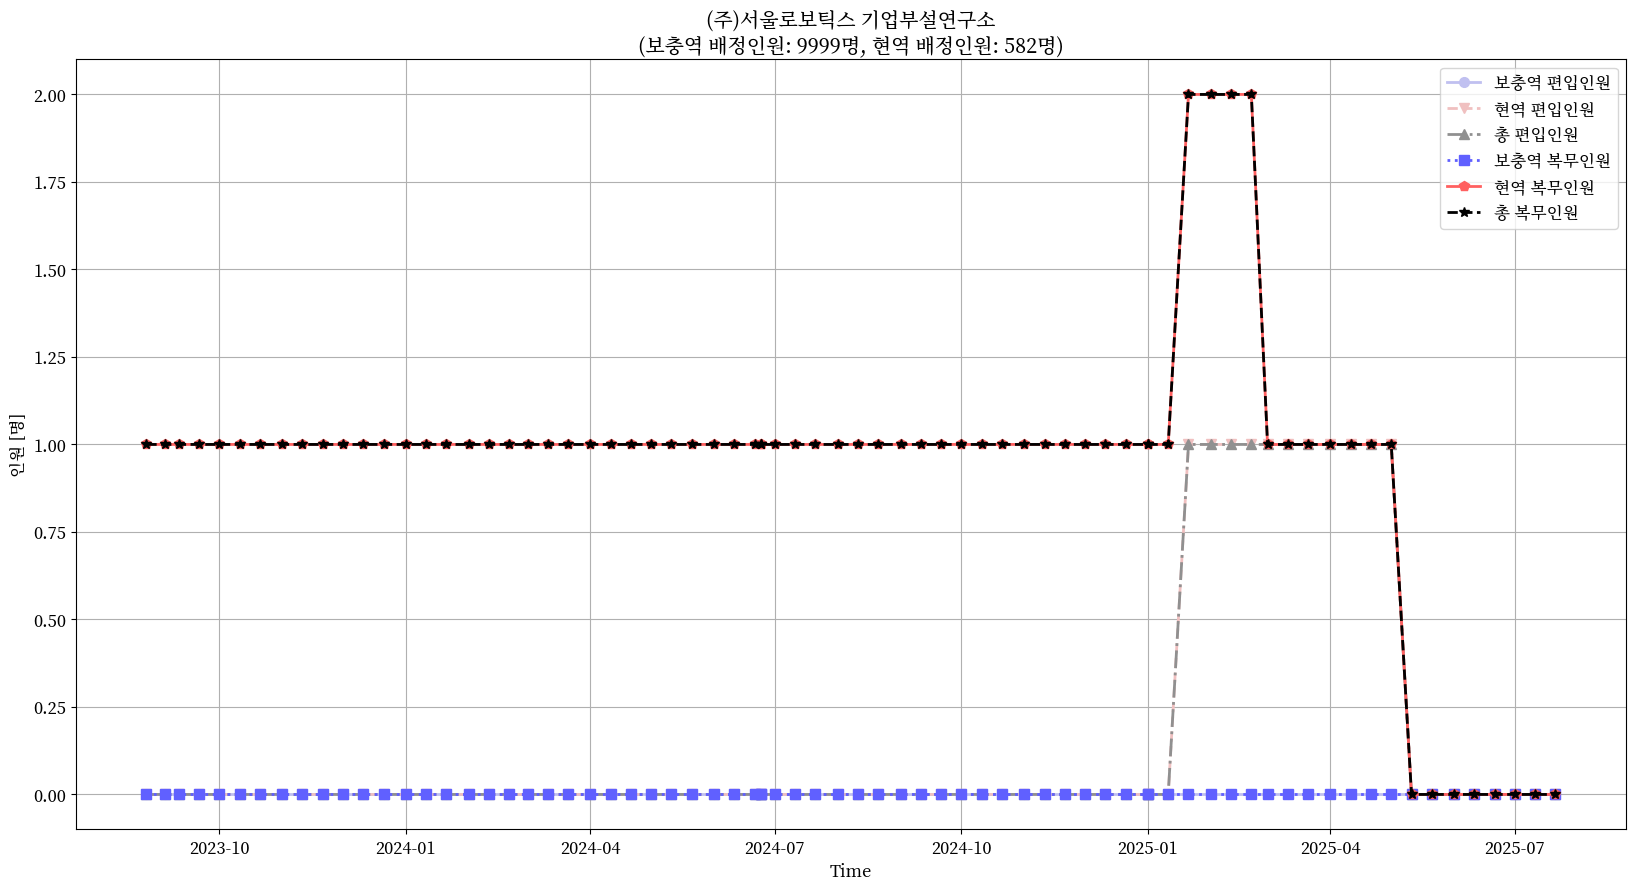 (주)서울로보틱스 기업부설연구소
(보충역 배정인원: 9999명, 현역 배정인원: 582명)
보충역 편입인원
현역 편입인원
총 편입인원
보충역 복무인원
현역 복무인원
총 복무인원
인원 [명]
2.00
1.75
1.50
1.25
1.00
0.75
0.50
0.25
0.00
2023-10
2024-01
2024-04
2024-07
2024-10
2025-01
2025-04
2025-07
Time